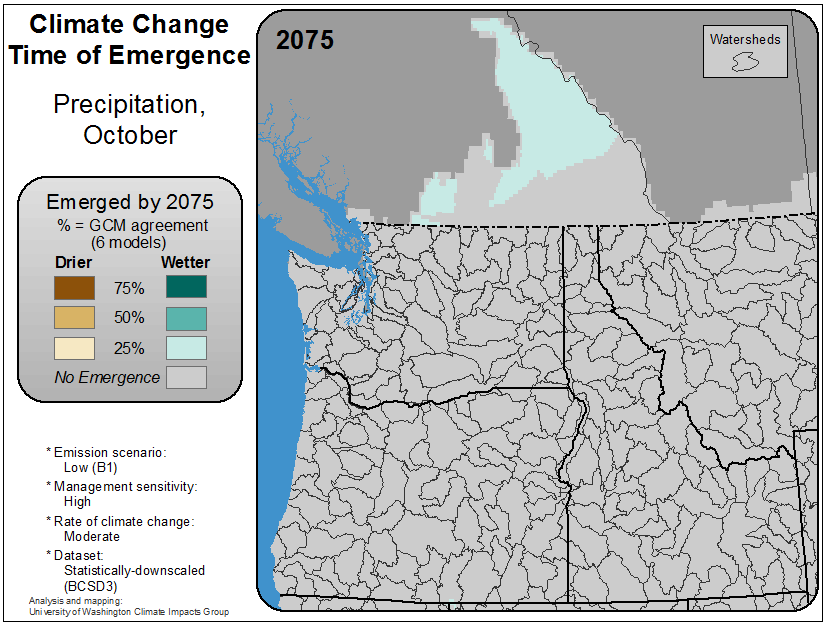 Climate Change
Time of Emergence
Precipitation,
October
Emerged by 2075
% = GCM agreement
(6 models)
Drier Wetter
75%
50%
25%
No Emergence
* Emission scenario:
Low (B1)
* Management sensitivity:
High
* Rate of climate change:
Moderate
* Dataset:
Statistically-downscaled
(BCSD3)
Analysis and mapping:
University of Washington Climate Impacts Group
2075
Watersheds